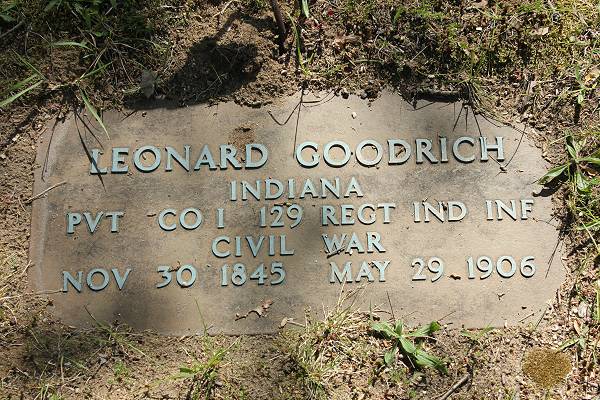 LEONARD GOODRICH
INDIANA
PVT CO I 129 REGT IND INF
CIVIL WAR
NOV 30 1845 MAY 29 1906